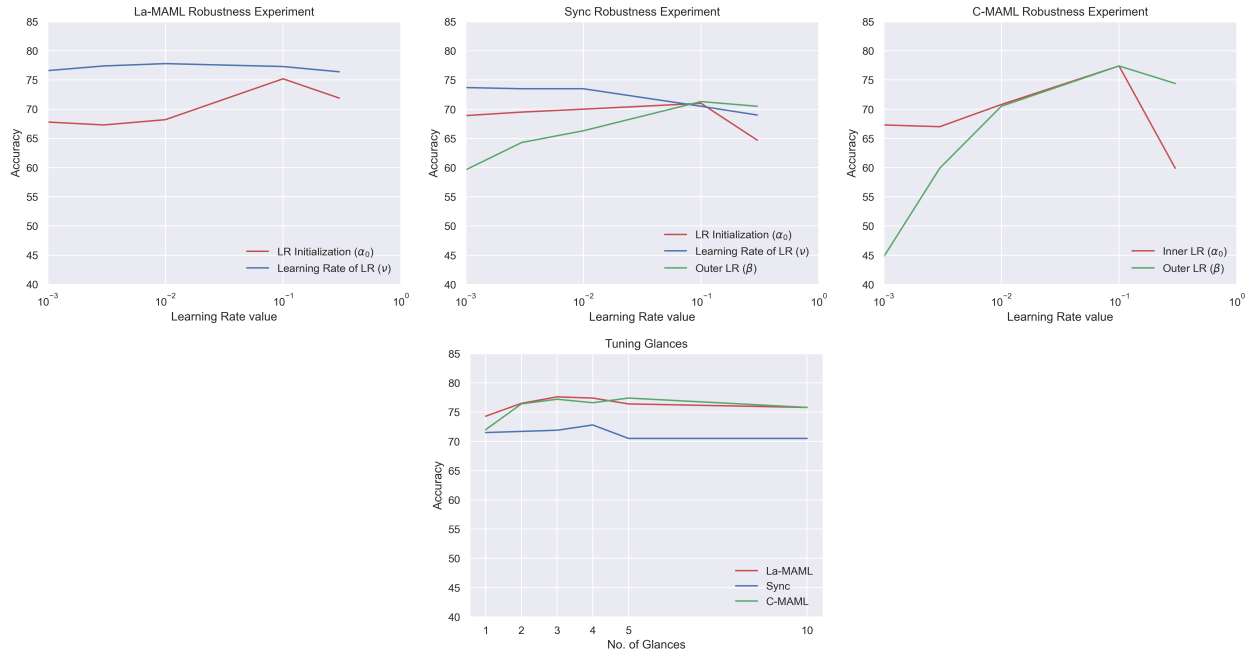 La-MAML Robustness Experiment
85
80
75
70
65
60
55
50
45
40
Accuracy
10⁻³ 10⁻² 10⁻¹ 10⁰
Learning Rate value
LR Initialization (α₀)
Learning Rate of LR (ν)
Sync Robustness Experiment
85
80
75
70
65
60
55
50
45
40
Accuracy
10⁻³ 10⁻² 10⁻¹ 10⁰
Learning Rate value
LR Initialization (α₀)
Learning Rate of LR (ν)
Outer LR (β)
C-MAML Robustness Experiment
85
80
75
70
65
60
55
50
45
40
Accuracy
10⁻³ 10⁻² 10⁻¹ 10⁰
Learning Rate value
Inner LR (α₀)
Outer LR (β)
Tuning Glances
85
80
75
70
65
60
55
50
45
40
Accuracy
1 2 3 4 5 10
No. of Glances
La-MAML
Sync
C-MAML